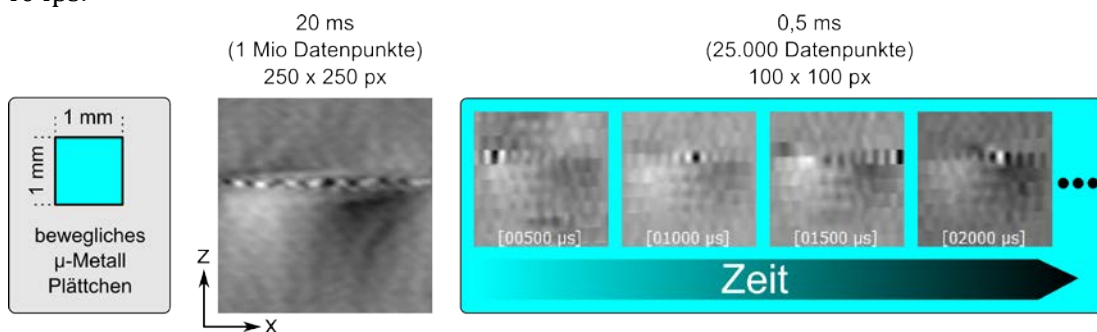 20 ms
(1 Mio Datenpunkte)
250 x 250 px
0,5 ms
(25.000 Datenpunkte)
100 x 100 px
1 mm
1 mm
bewegliches
µ-Metall
Plättchen
Z
X
[00500 µs]
[01000 µs]
[01500 µs]
[02000 µs]
Zeit